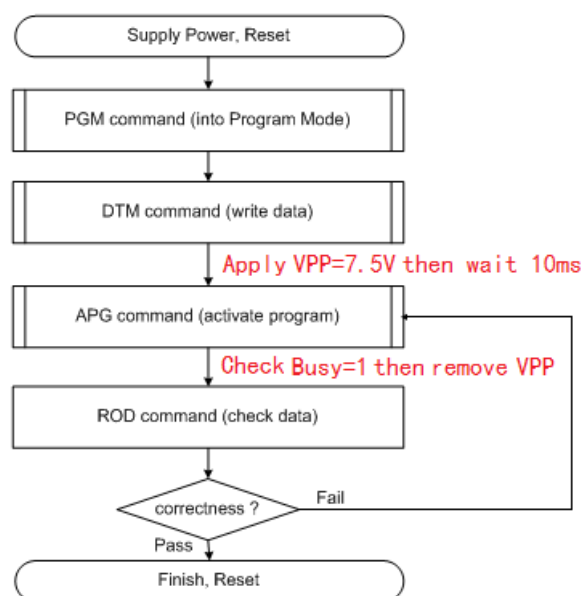 Supply Power, Reset
PGM command (into Program Mode)
DTM command (write data)
Apply VPP=7.5V then wait 10ms
APG command (activate program)
Check Busy=1 then remove VPP
ROD command (check data)
correctness ?
Fail
Pass
Finish, Reset